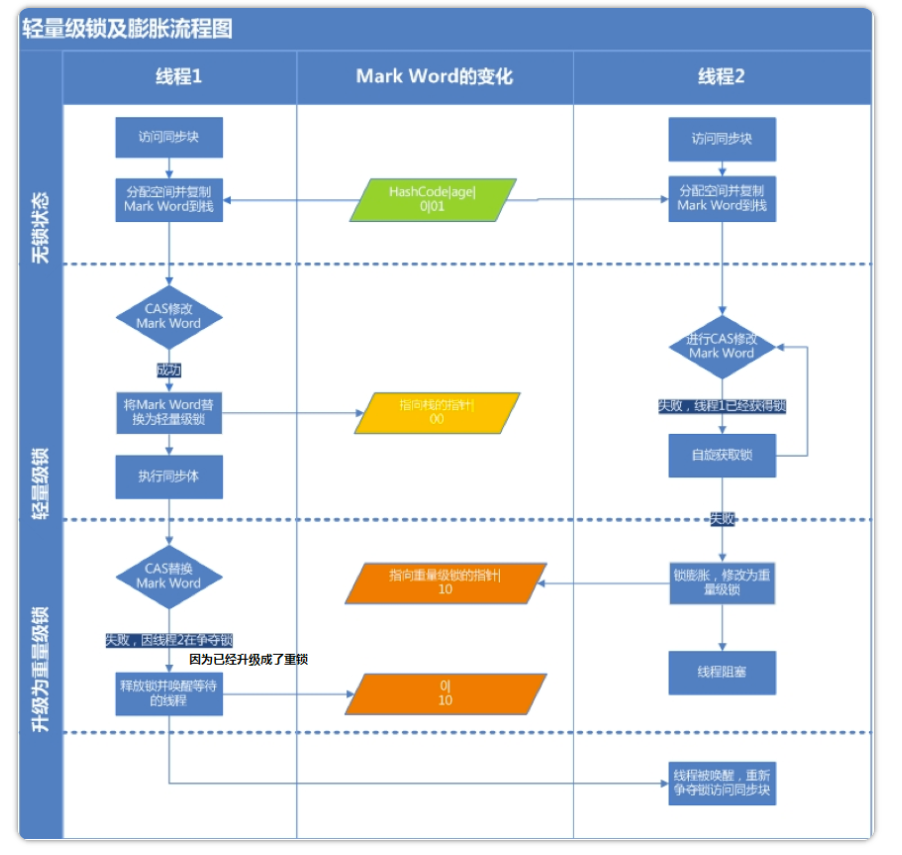 轻量级锁及膨胀流程图
线程1
Mark Word的变化
线程2
无锁状态
访问同步块
访问同步块
分配空间并复制
Mark Word到栈
HashCode|age|
0|01
分配空间并复制
Mark Word到栈
轻量级锁
CAS修改
Mark Word
进行CAS修改
Mark Word
成功
将Mark Word替
换为轻量级锁
指向栈的指针|
00
失败，线程1已经获得锁
执行同步体
自旋获取锁
失败
升级为重量级锁
CAS替换
Mark Word
指向重量级锁的指针|
10
锁膨胀，修改为重
量级锁
失败，因线程2在争夺锁
因为已经升级成了重锁
释放锁并唤醒等待
的线程
0|
10
线程阻塞
线程被唤醒，重新
争夺锁访问同步块